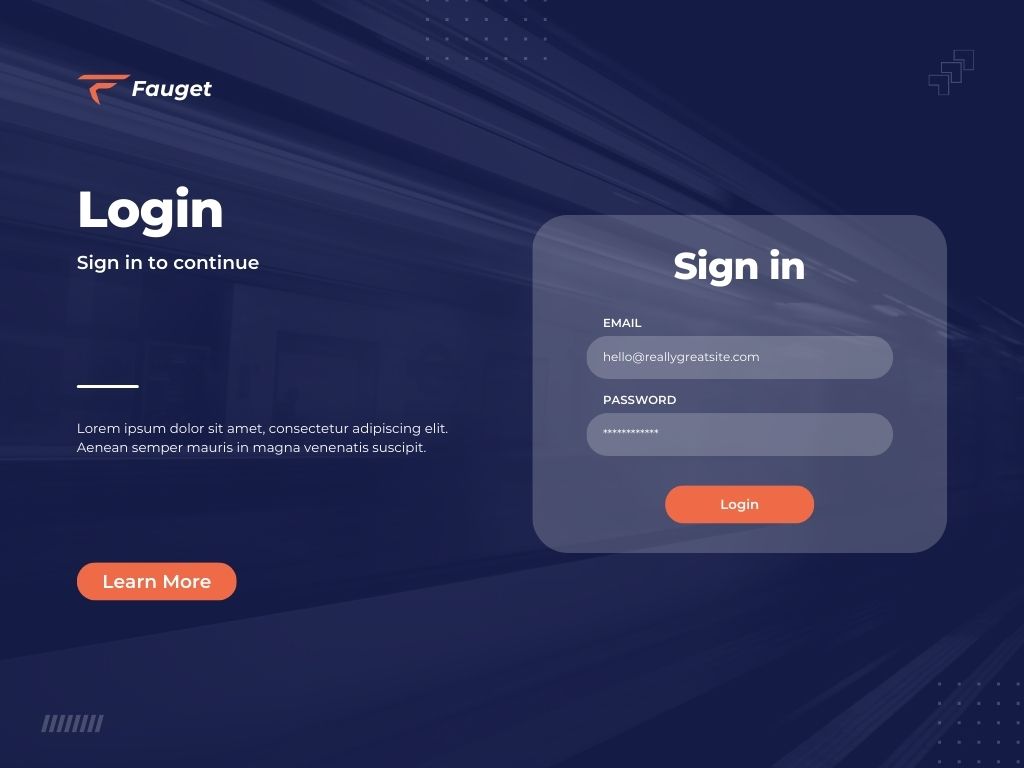 Fauget
Login
Sign in to continue
Lorem ipsum dolor sit amet, consectetur adipiscing elit.
Aenean semper mauris in magna venenatis suscipit.
Learn More
Sign in
EMAIL
hello@reallygreatsite.com
PASSWORD
************
Login